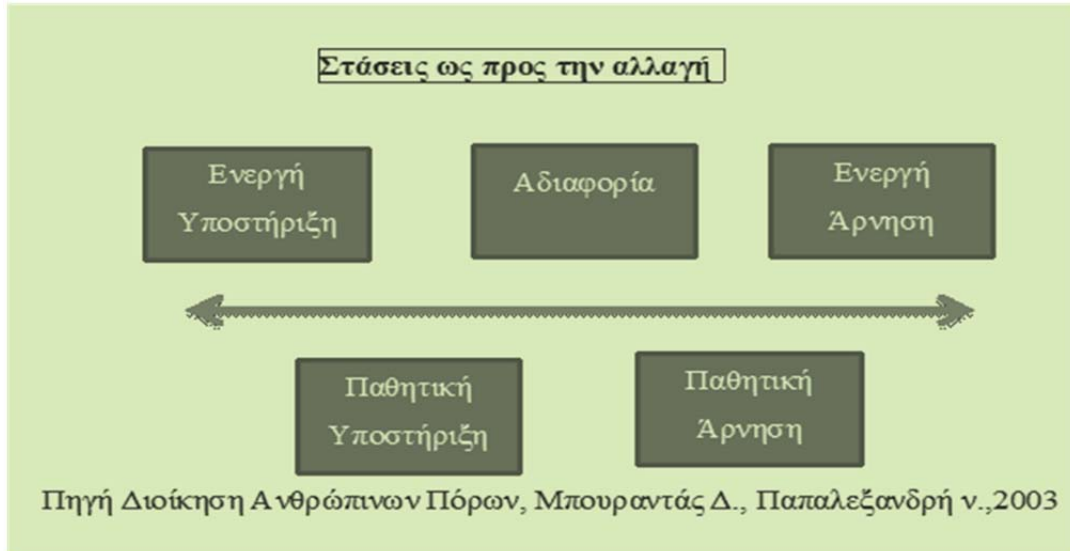 Στάσεις ως προς την αλλαγή
Ενεργή
Υποστήριξη
Αδιαφορία
Ενεργή
Άρνηση
Παθητική
Υποστήριξη
Παθητική
Άρνηση
Πηγή Διοίκηση Ανθρώπινων Πόρων, Μπουραντάς Δ., Παπαλεξανδρή ν.,2003